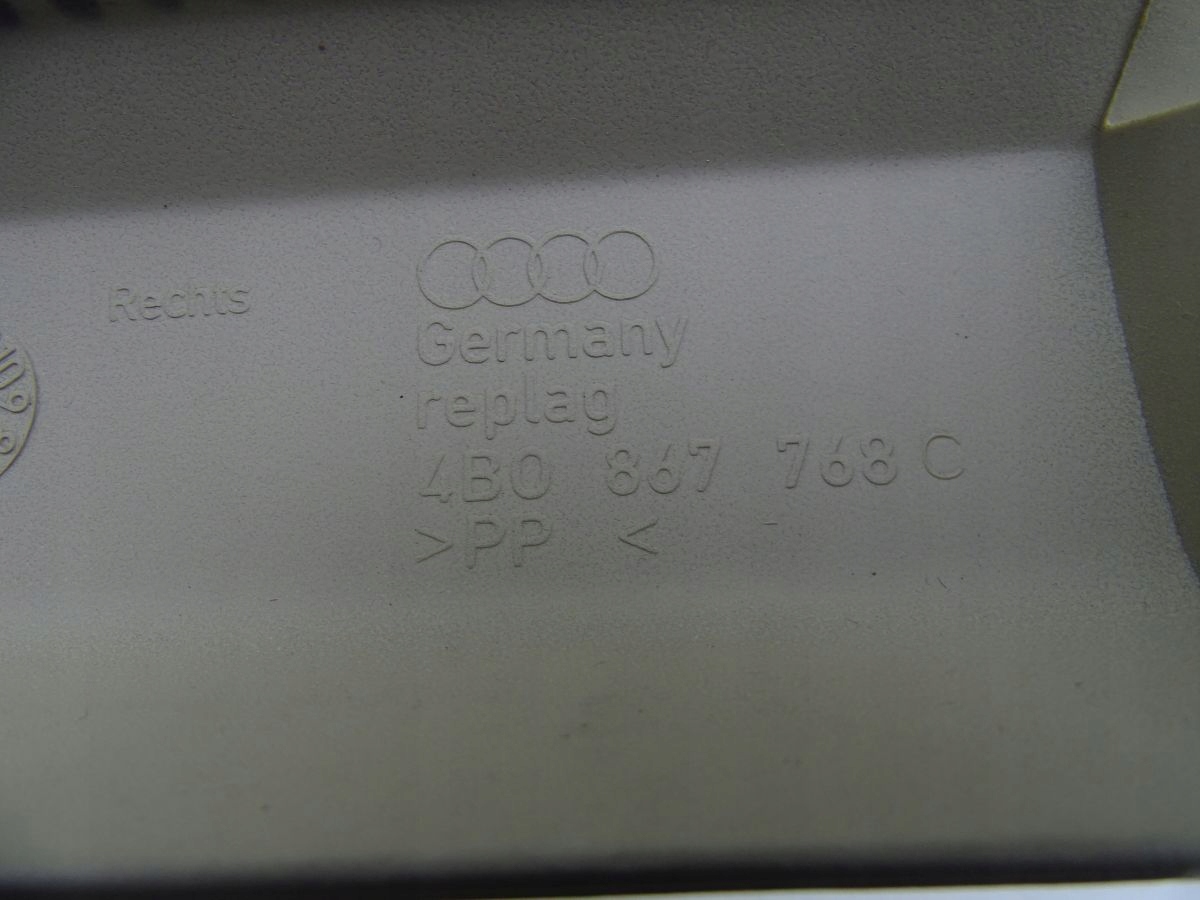 Rechts
Germany
replag
4B0 867 768 C
>PP <